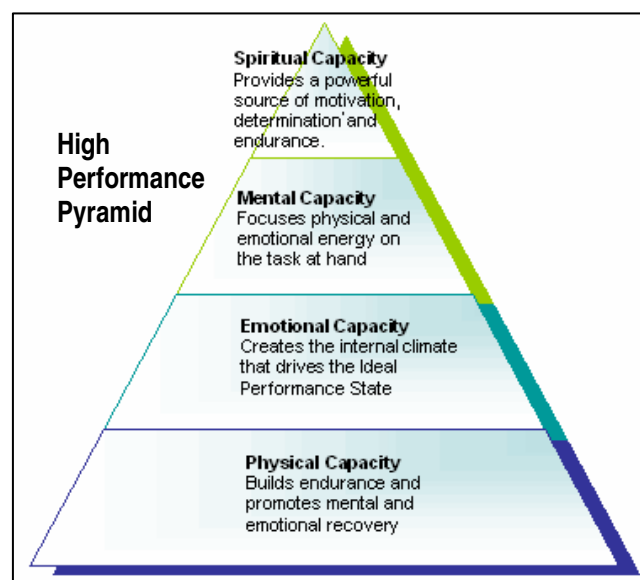 Spiritual Capacity
Provides a powerful
source of motivation,
determination and
endurance.
High
Performance
Pyramid
Mental Capacity
Focuses physical and
emotional energy on
the task at hand
Emotional Capacity
Creates the internal climate
that drives the Ideal
Performance State
Physical Capacity
Builds endurance and
promotes mental and
emotional recovery